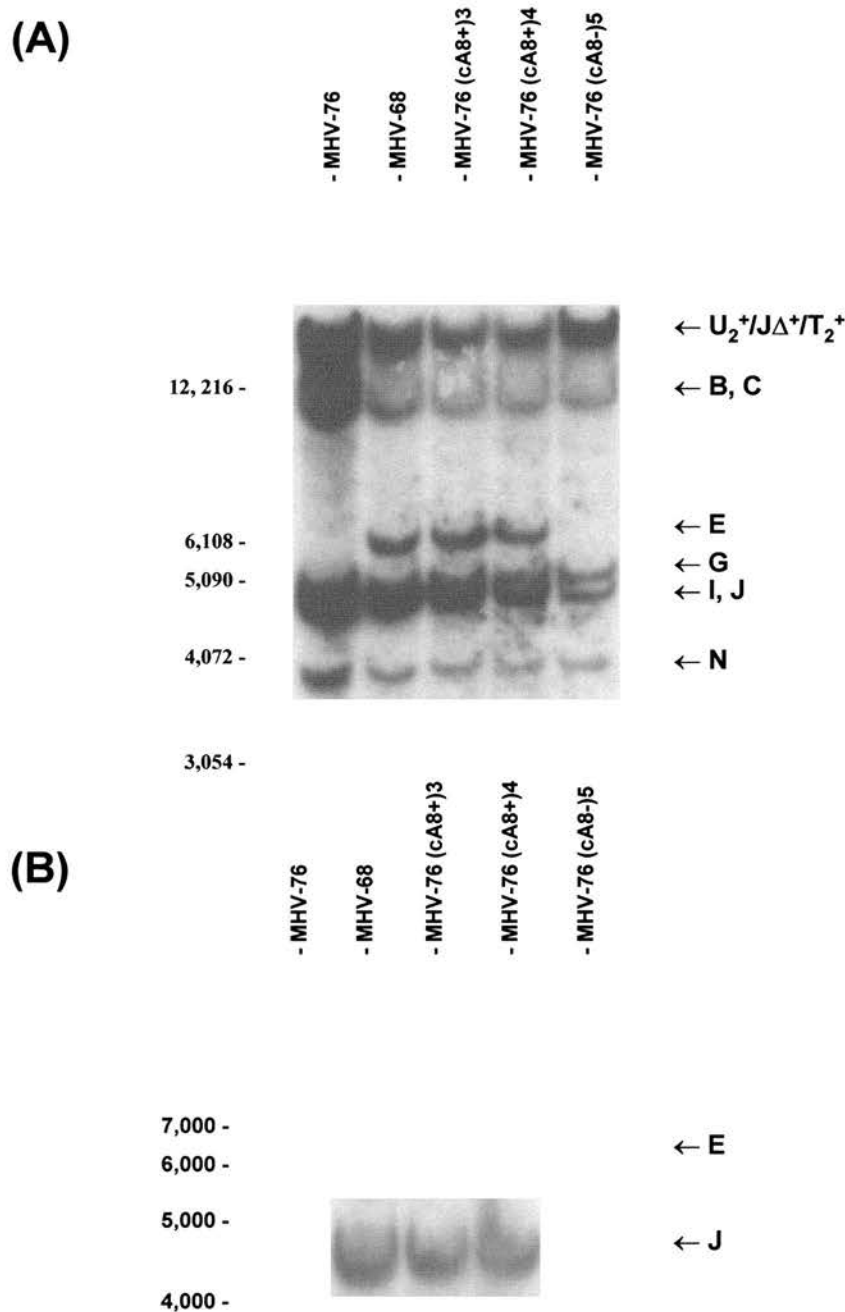 (A)
- MHV-76
- MHV-68
- MHV-76 (cA8+)3
- MHV-76 (cA8+)4
- MHV-76 (cA8-)5
← U₂⁺/JΔ⁺/T₂⁺
12, 216 -
← B, C
← E
6,108 -
← G
5,090 -
← I, J
4,072 -
← N
3,054 -
(B)
- MHV-76
- MHV-68
- MHV-76 (cA8+)3
- MHV-76 (cA8+)4
- MHV-76 (cA8-)5
7,000 -
← E
6,000 -
5,000 -
← J
4,000 -